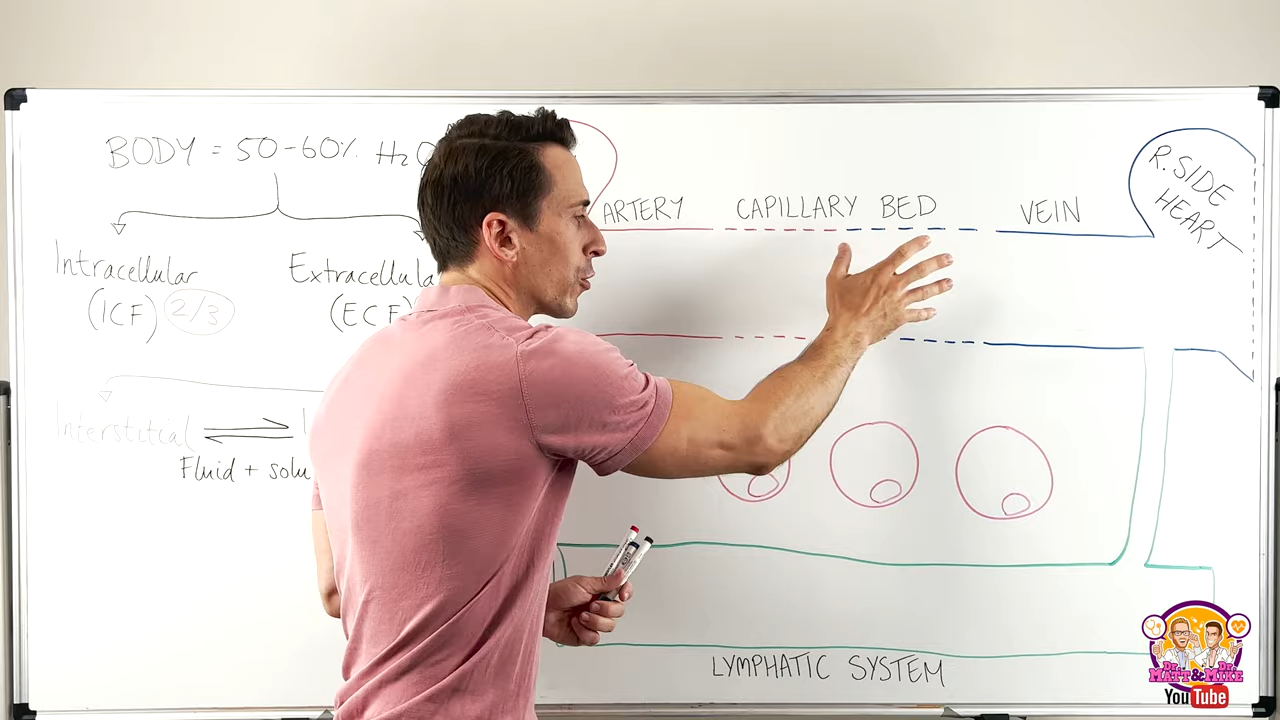 BODY = 50-60% H2O
Intracellular
(ICF) 2/3
Extracellula
(ECF)
Interstitial
Fluid + solu
ARTERY
CAPILLARY BED
VEIN
R. SIDE
HEART
LYMPHATIC SYSTEM
Dr. Dr.
MATT & MIKE
YouTube